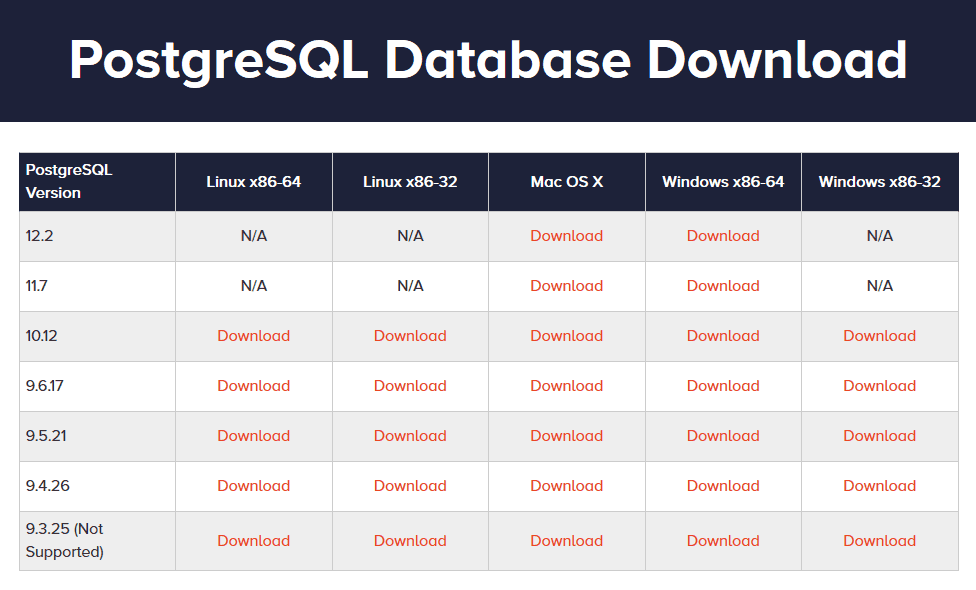 PostgreSQL Database Download
PostgreSQL
Version
Linux x86-64
Linux x86-32
Mac OS X
Windows x86-64
Windows x86-32
12.2
N/A
N/A
Download
Download
N/A
11.7
N/A
N/A
Download
Download
N/A
10.12
Download
Download
Download
Download
Download
9.6.17
Download
Download
Download
Download
Download
9.5.21
Download
Download
Download
Download
Download
9.4.26
Download
Download
Download
Download
Download
9.3.25 (Not
Supported)
Download
Download
Download
Download
Download